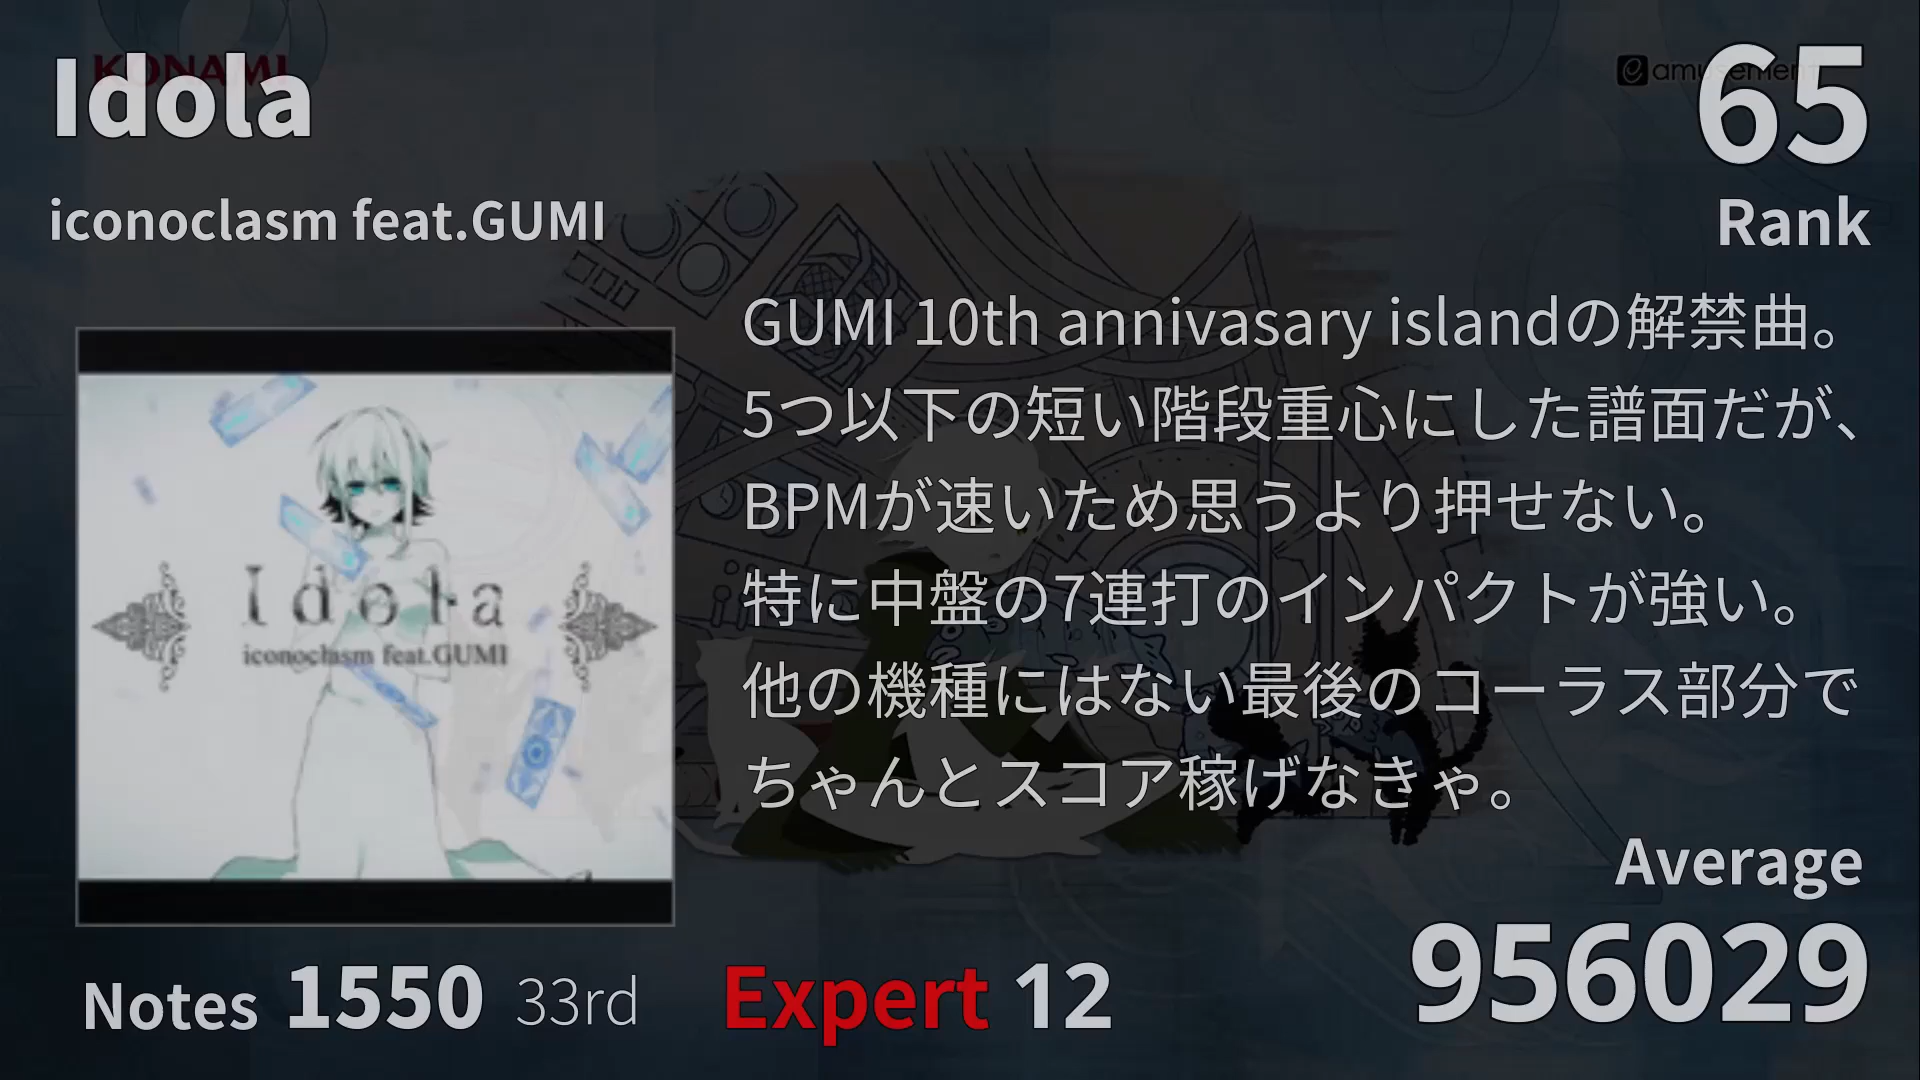 KONAMI
Idola
iconoclasm feat.GUMI
e amusement
65
Rank
GUMI 10th annivasary islandの解禁曲。
5つ以下の短い階段重心にした譜面だが、
BPMが速いため思うより押せない。
特に中盤の7連打のインパクトが強い。
他の機種にはない最後のコーラス部分で
ちゃんとスコア稼げなきゃ。
Idola
iconoclasm feat.GUMI
Average
956029
Notes 1550 33rd
Expert 12